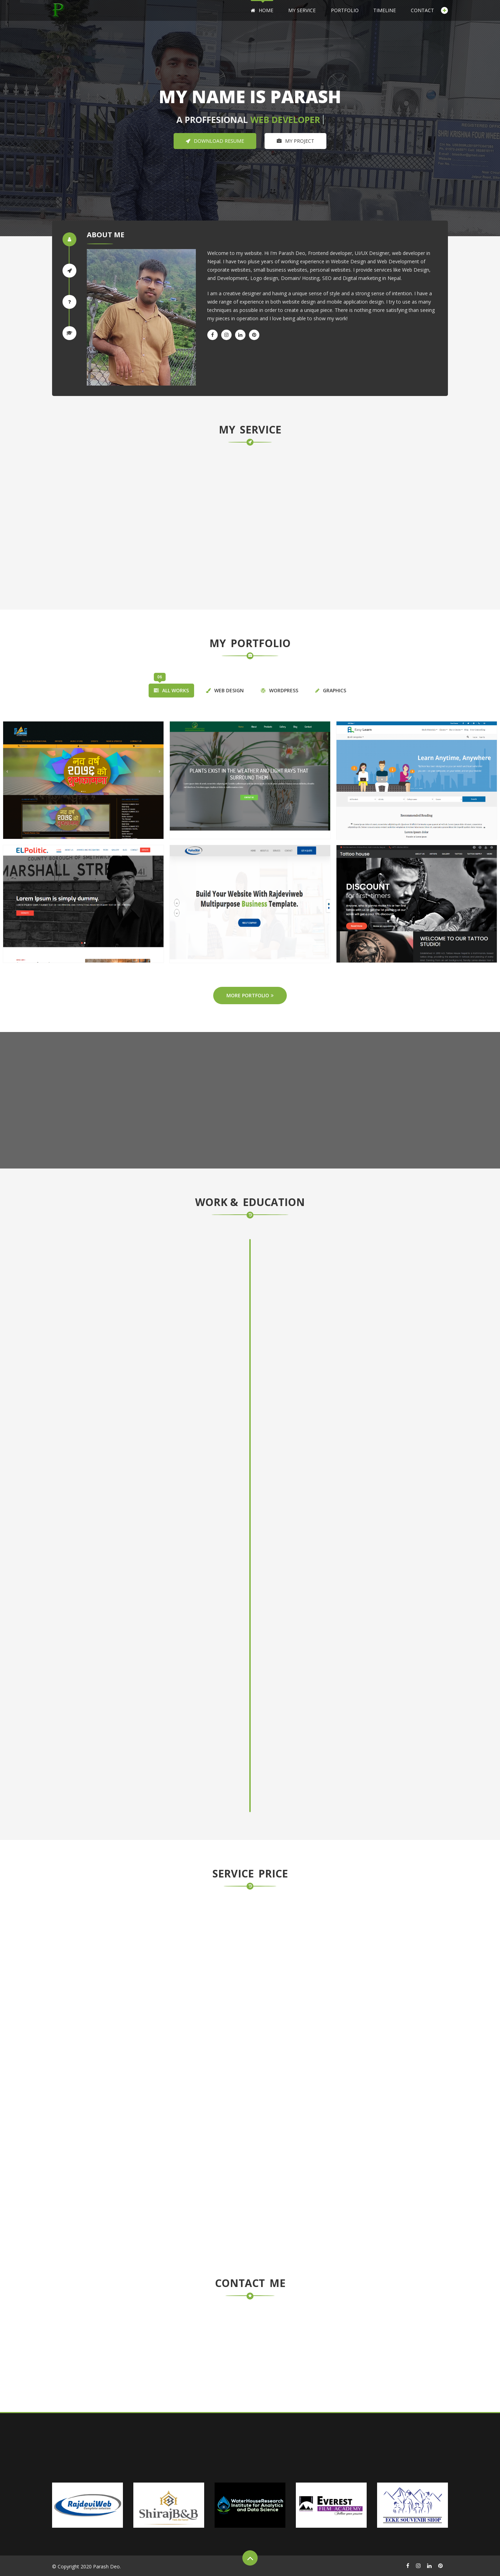 P
HOME
MY SERVICE
PORTFOLIO
TIMELINE
CONTACT
MY NAME IS PARASH
A PROFFESIONAL WEB DEVELOPER
DOWNLOAD RESUME
MY PROJECT
ABOUT ME
Welcome to my website. Hi I'm Parash Deo, Frontend developer, UI/UX Designer, web developer in
Nepal. I have two pluse years of working experience in Website Design and Web Development of
corporate websites, small business websites, personal websites. I provide services like Web Design,
and Development, Logo design, Domain/ Hosting, SEO and Digital marketing in Nepal.
I am a creative designer and having a unique sense of style and a strong sense of intention. I have a
wide range of experience in both website design and mobile application design. I try to use as many
techniques as possible in order to create a unique piece. There is nothing more satisfying than seeing
my pieces in operation and I love being able to show my work!
MY SERVICE
MY PORTFOLIO
ALL WORKS
WEB DESIGN
WORDPRESS
GRAPHICS
नव वर्ष
२०७६ को
PLANTS EXIST IN THE WEATHER AND LIGHT RAYS THAT
SURROUND THEM
Learn Anytime, Anywhere
Recommended Reading
ELPolitic.
MARSHALL STREET
Lorem Ipsum is simply dummy.
Build Your Website With Rajdeviweb
Multipurpose Business Template.
Tattoo house
DISCOUNT
for first-timers
WELCOME TO OUR TATTOO
STUDIO!
MORE PORTFOLIO >
WORK & EDUCATION
SERVICE PRICE
CONTACT ME
RajdeviWeb
ShirajB&B
WaterHouseResearch
Institute for Analytics
and Data Science
EVEREST
FILM ACADEMY
ECKE SOUVENIR SHOP
© Copyright 2020 Parash Deo.